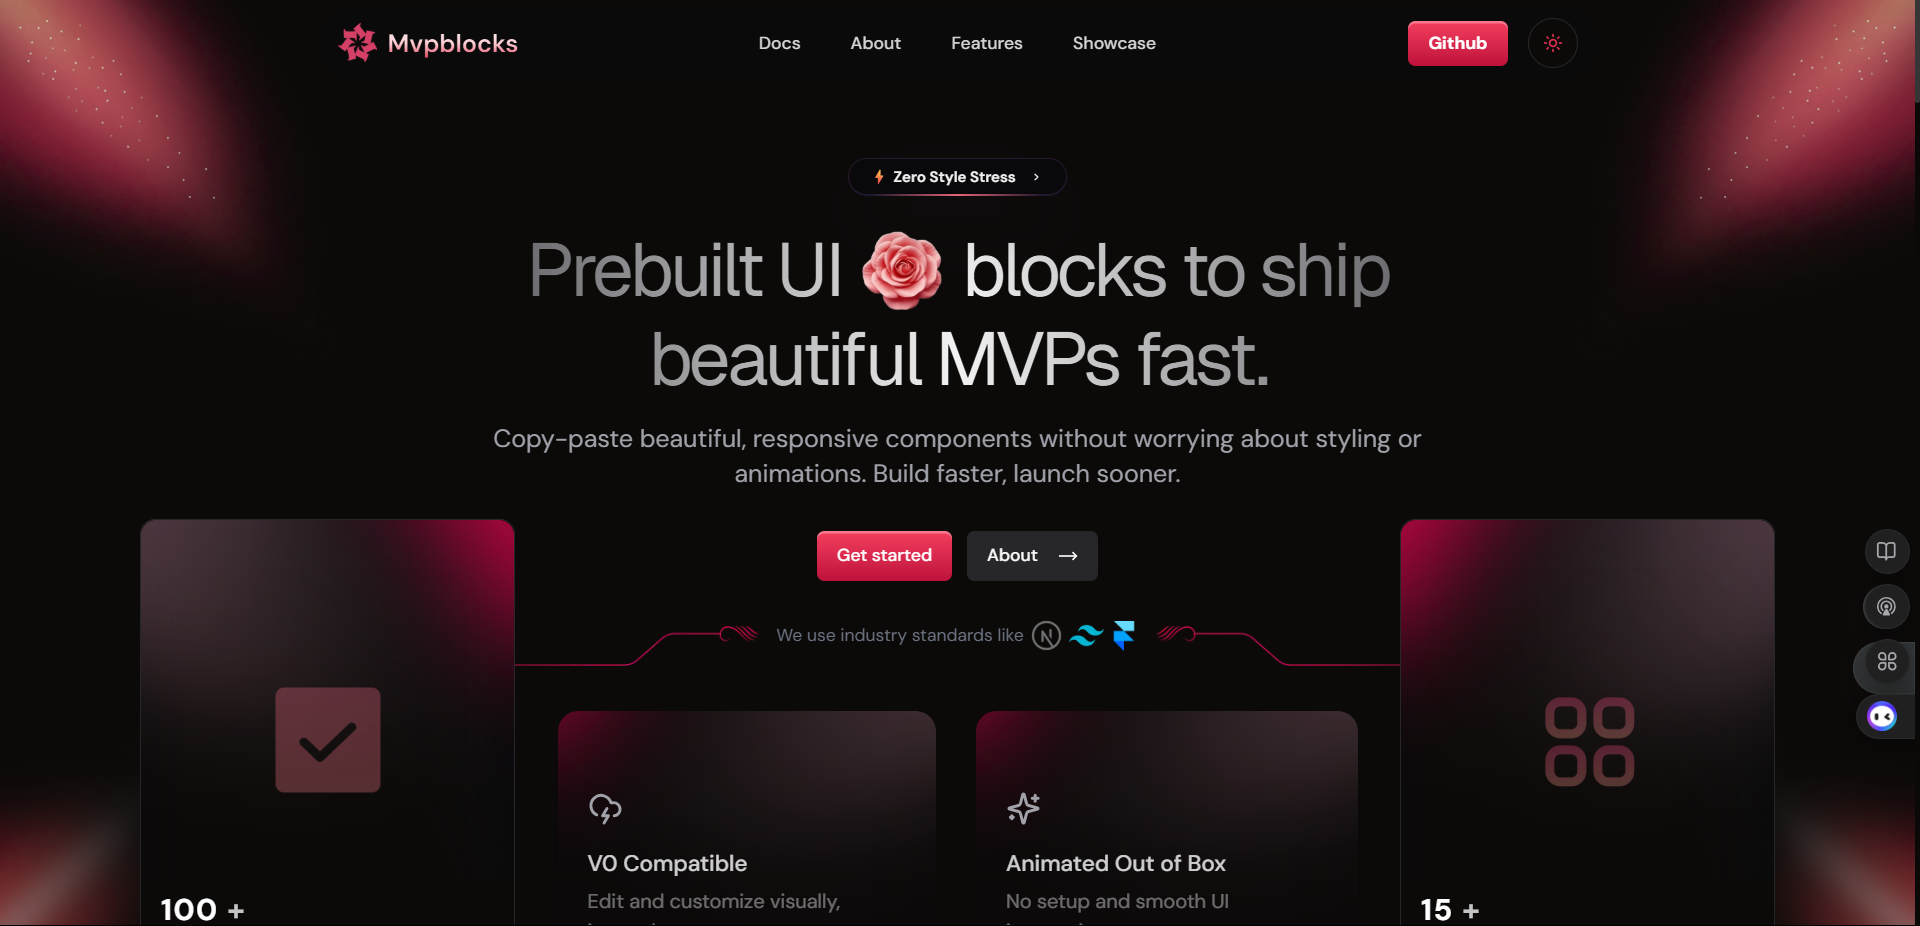 Mvpblocks
Docs
About
Features
Showcase
Github
Zero Style Stress
Prebuilt UI blocks to ship
beautiful MVPs fast.
Copy-paste beautiful, responsive components without worrying about styling or
animations. Build faster, launch sooner.
Get started
About
We use industry standards like
V0 Compatible
Edit and customize visually,
Animated Out of Box
No setup and smooth UI
100 +
15 +